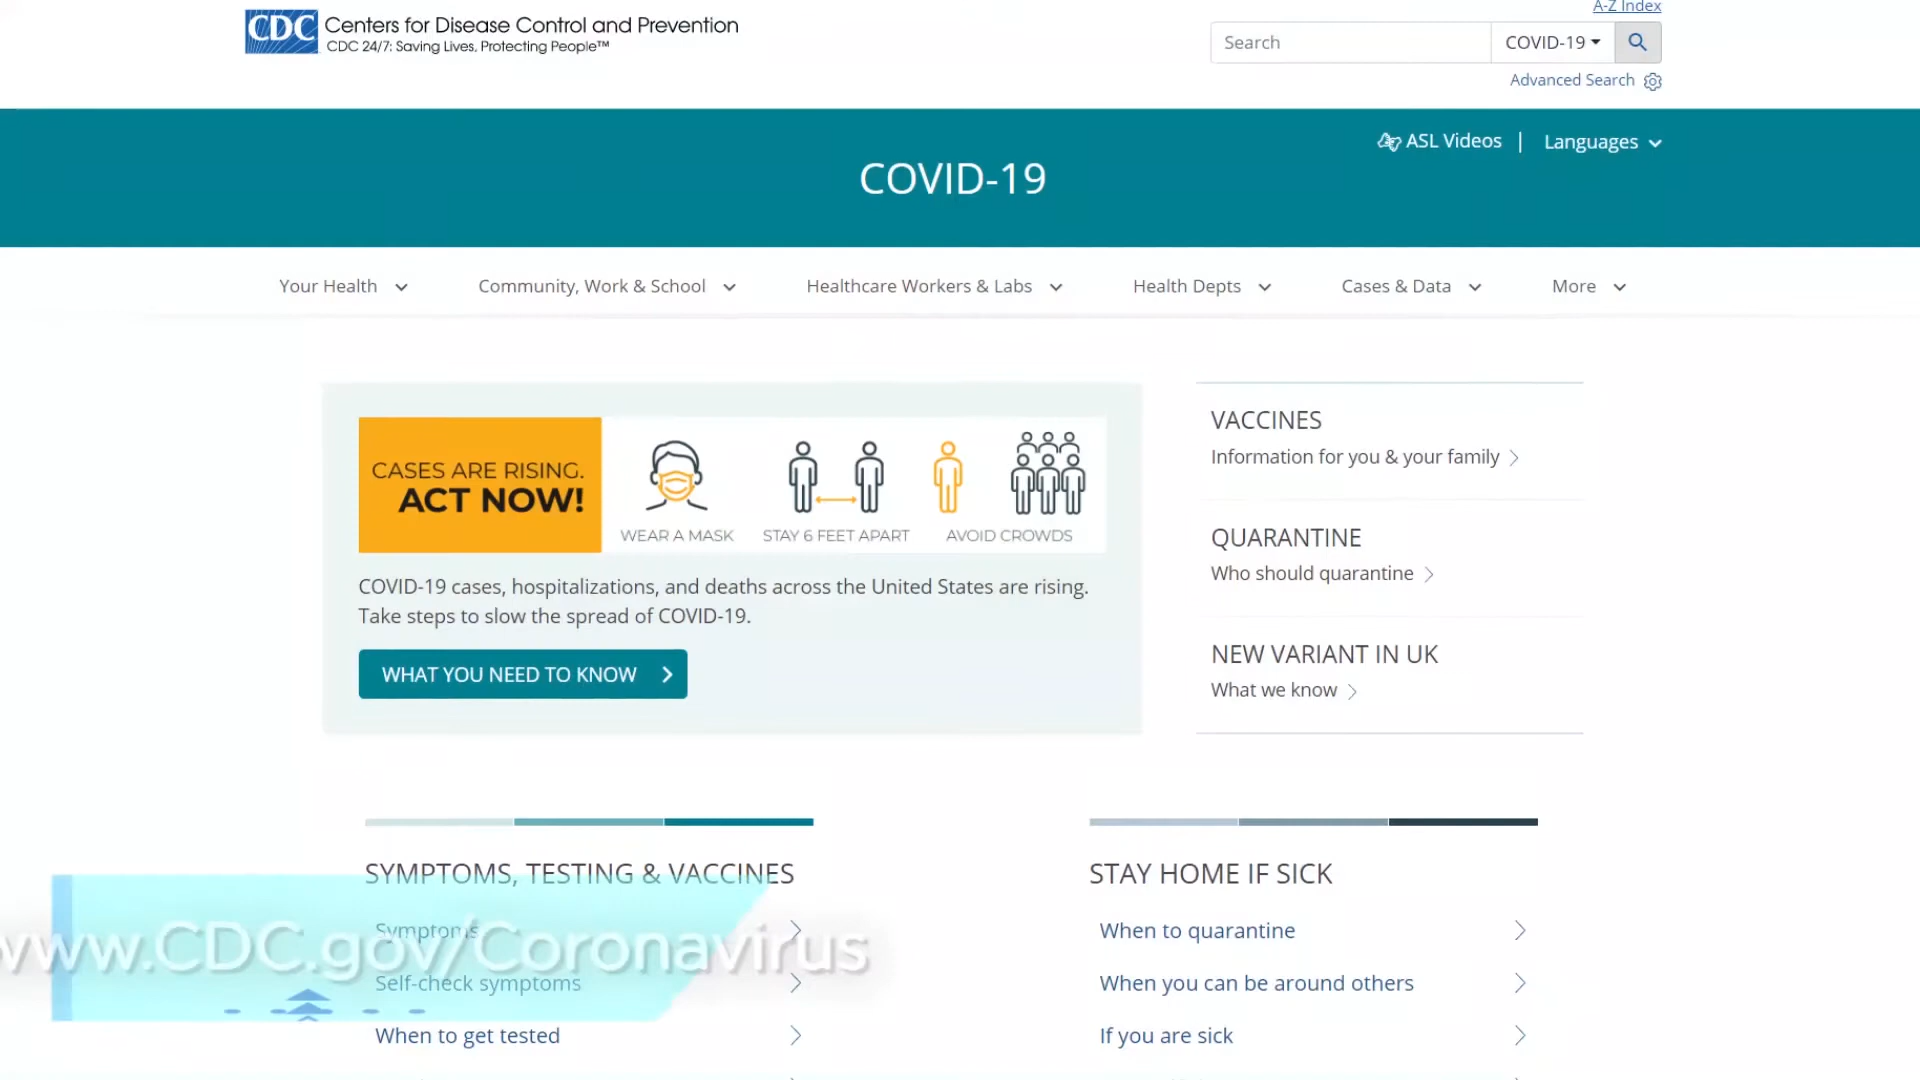 A-Z Index
CDC Centers for Disease Control and Prevention
CDC 24/7: Saving Lives, Protecting People™
Search
COVID-19
Advanced Search
ASL Videos | Languages
COVID-19
Your Health
Community, Work & School
Healthcare Workers & Labs
Health Depts
Cases & Data
More
CASES ARE RISING.
ACT NOW!
WEAR A MASK
STAY 6 FEET APART
AVOID CROWDS
COVID-19 cases, hospitalizations, and deaths across the United States are rising.
Take steps to slow the spread of COVID-19.
WHAT YOU NEED TO KNOW
VACCINES
Information for you & your family
QUARANTINE
Who should quarantine
NEW VARIANT IN UK
What we know
SYMPTOMS, TESTING & VACCINES
Symptoms
Self-check symptoms
When to get tested
STAY HOME IF SICK
When to quarantine
When you can be around others
If you are sick
www.CDC.gov/Coronavirus